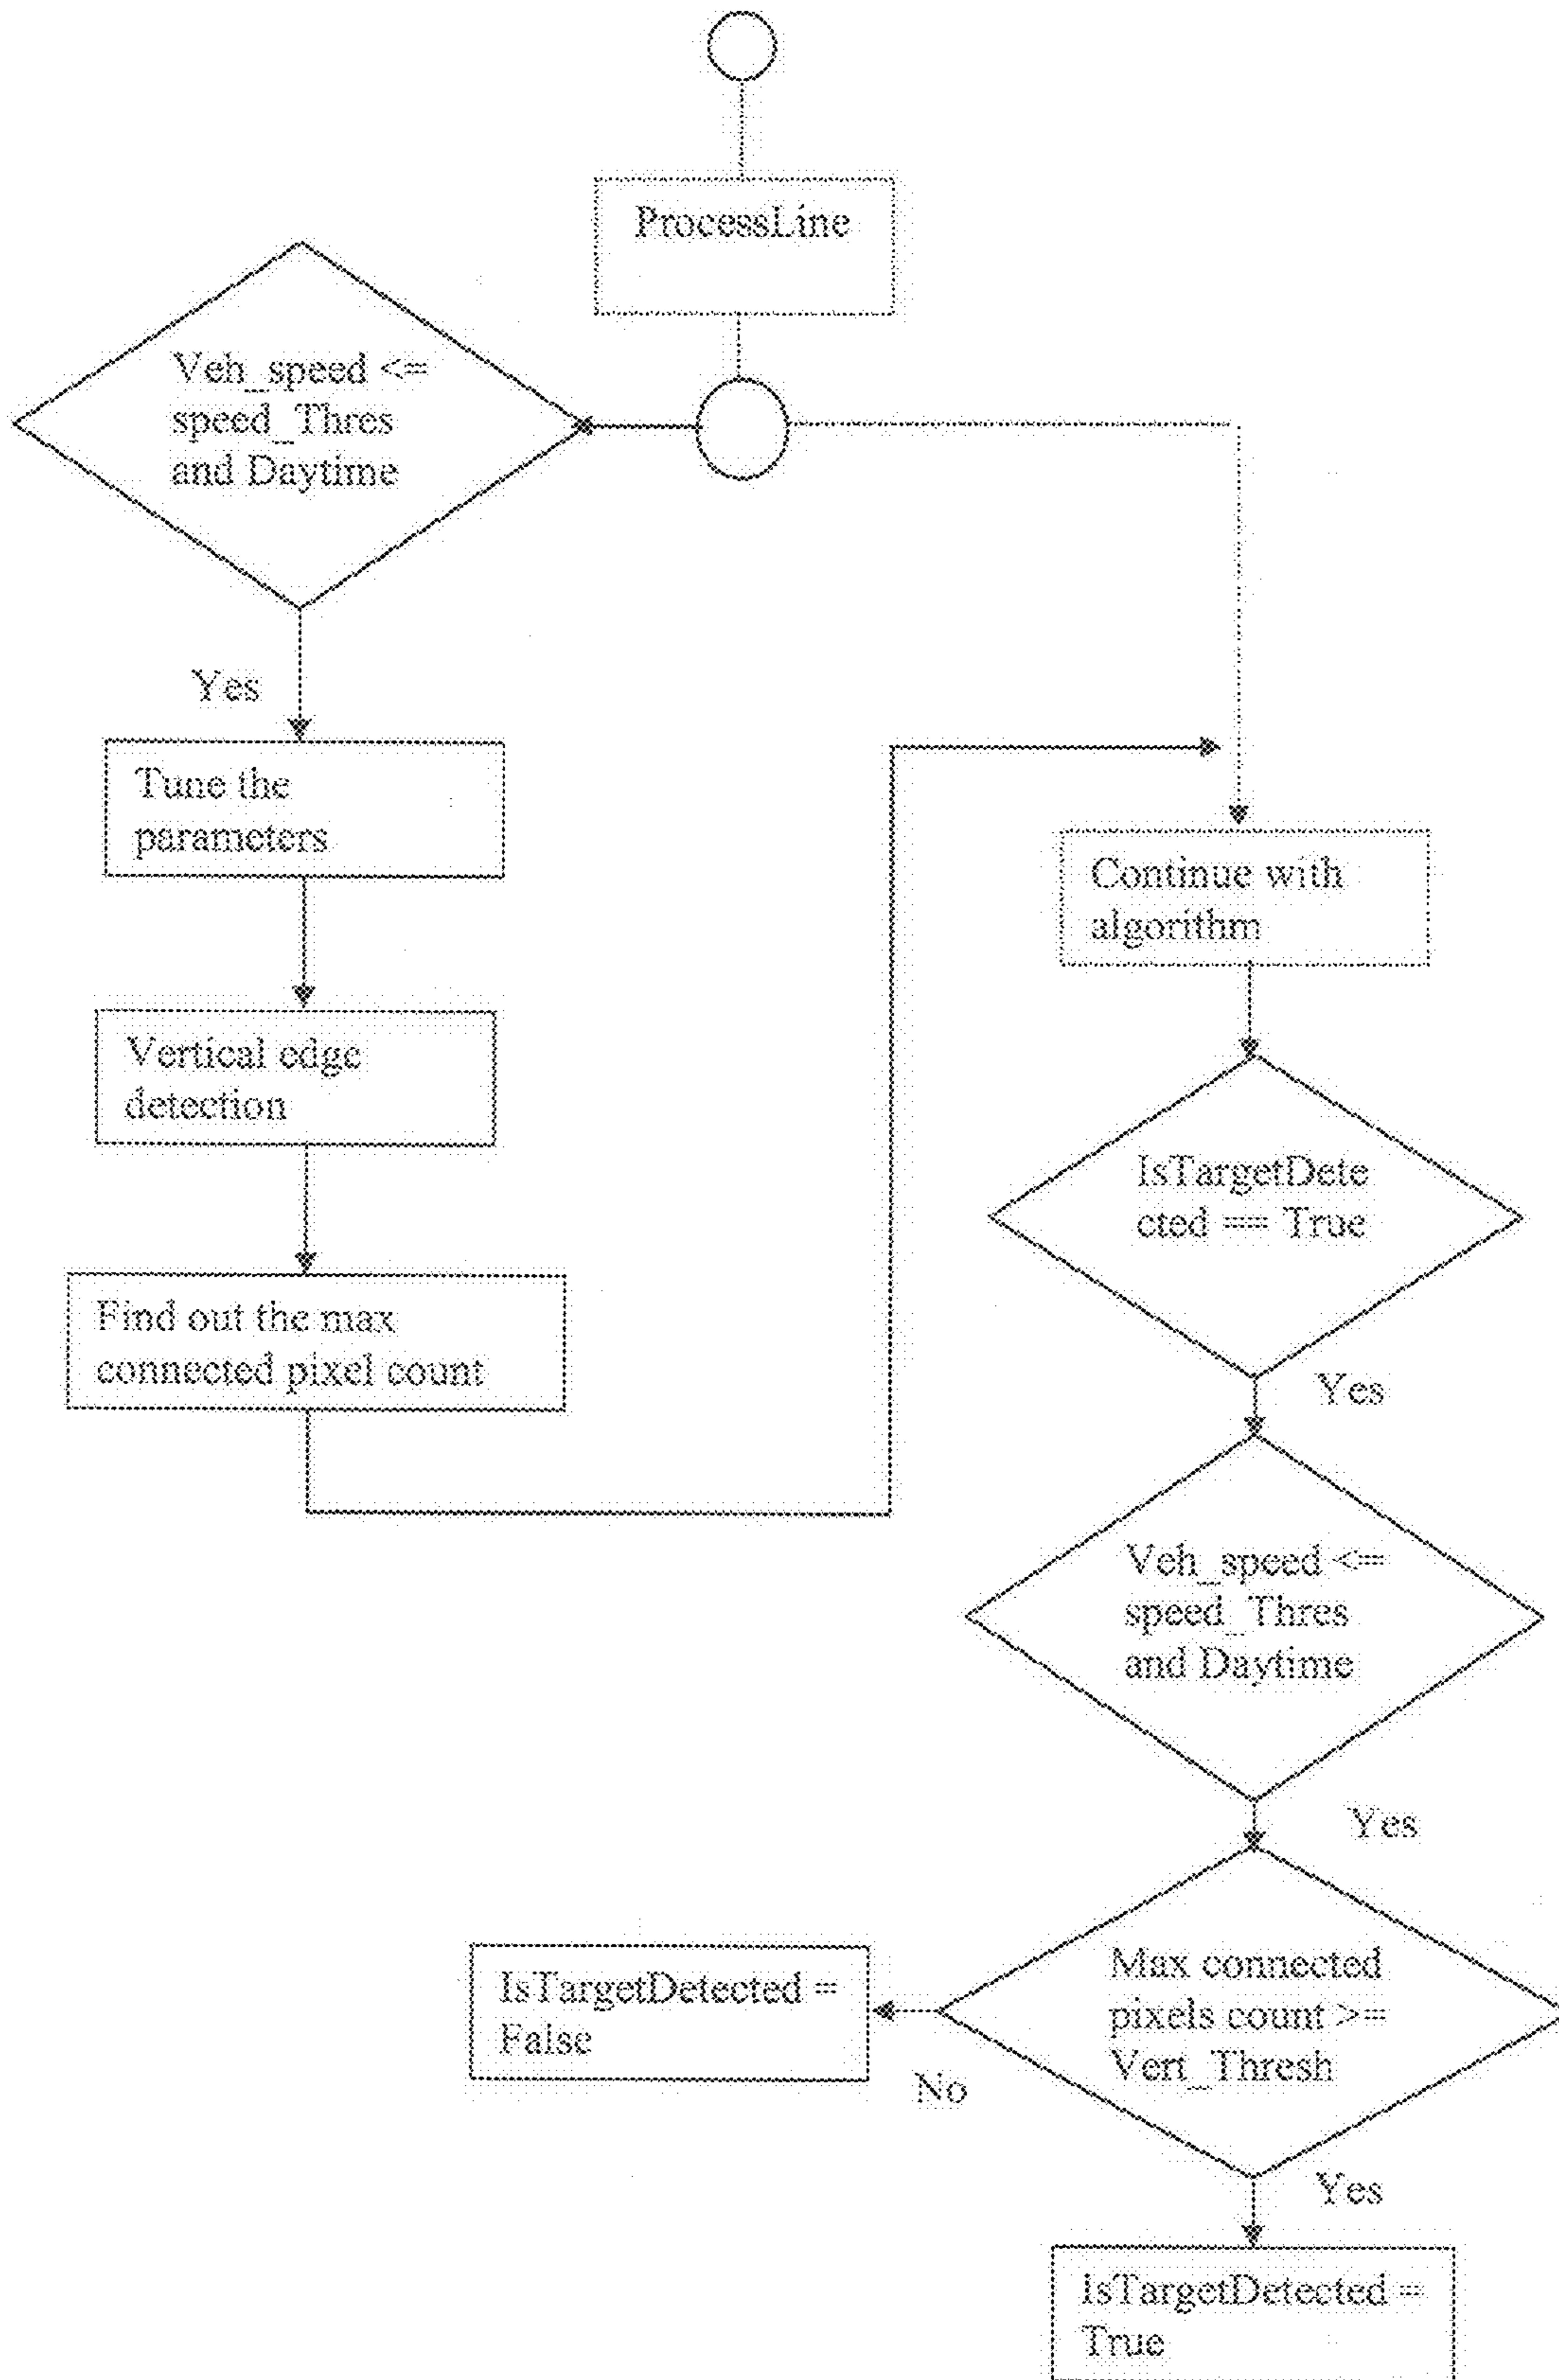 ProcessLine
Veh_speed <=
speed_Thres
and Daytime
Yes
Tune the
parameters
Vertical edge
detection
Find out the max
connected pixel count
Continue with
algorithm
IsTargetDete
cted == True
Yes
Veh_speed <=
speed_Thres
and Daytime
Yes
Max connected
pixels count >=
Vert_Thresh
No
IsTargetDetected =
False
Yes
IsTargetDetected =
True